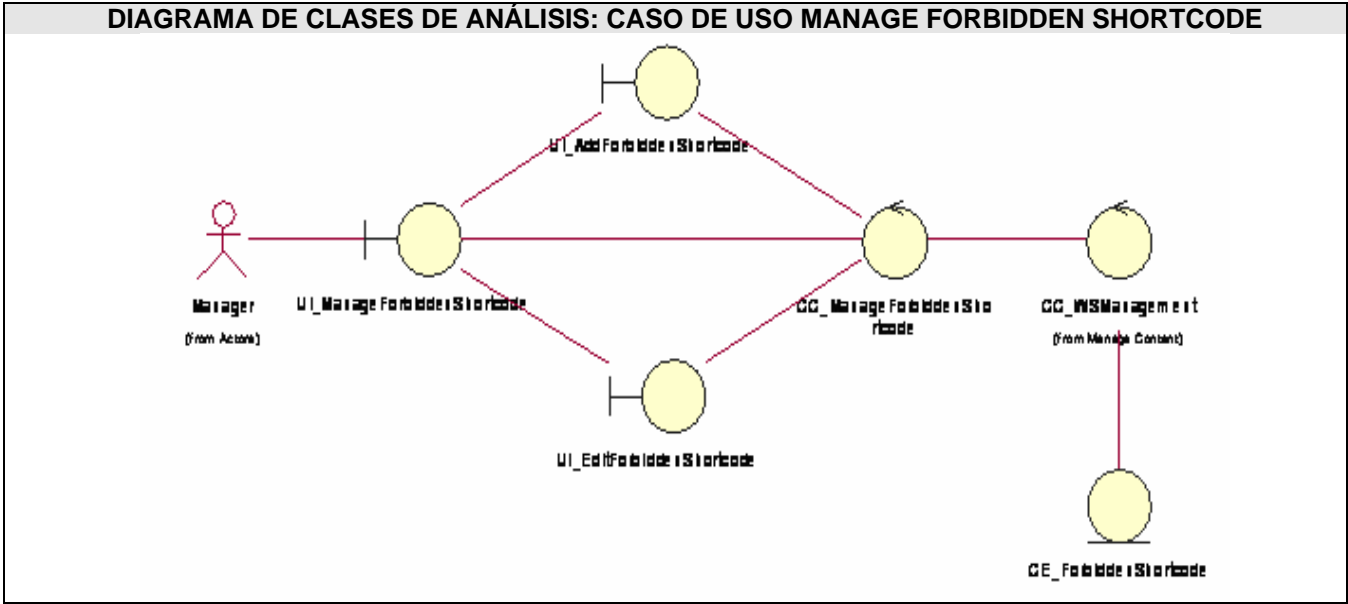 DIAGRAMA DE CLASES DE ANÁLISIS: CASO DE USO MANAGE FORBIDDEN SHORTCODE
UI_AddForbiddenShortcode
Manager
(from Actors)
UI_ManageForbiddenShortcode
CC_ManageForbiddenSho
rtcode
CC_WSManagement
(from Manage Content)
UI_EditForbiddenShortcode
CE_ForbiddenShortcode